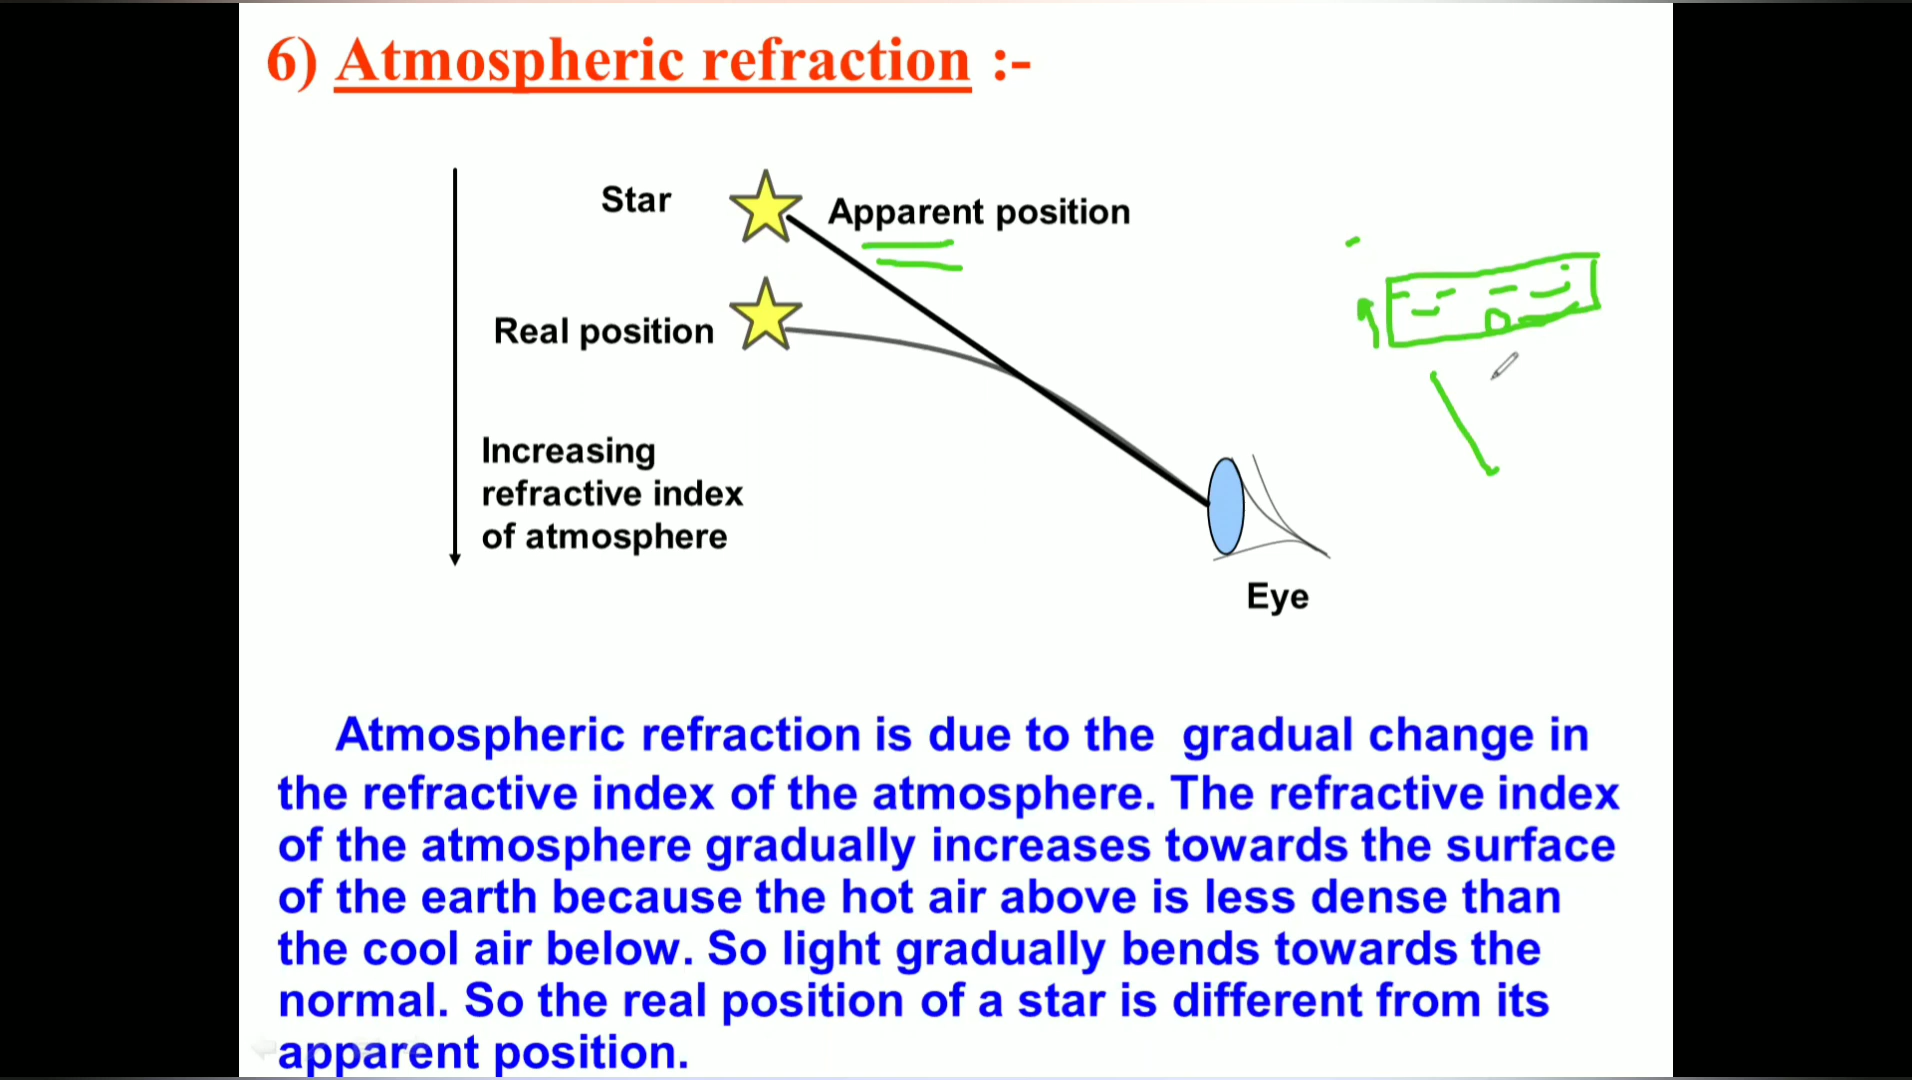 6) Atmospheric refraction :-
Star
Apparent position
Real position
Increasing
refractive index
of atmosphere
Eye
Atmospheric refraction is due to the gradual change in
the refractive index of the atmosphere. The refractive index
of the atmosphere gradually increases towards the surface
of the earth because the hot air above is less dense than
the cool air below. So light gradually bends towards the
normal. So the real position of a star is different from its
apparent position.